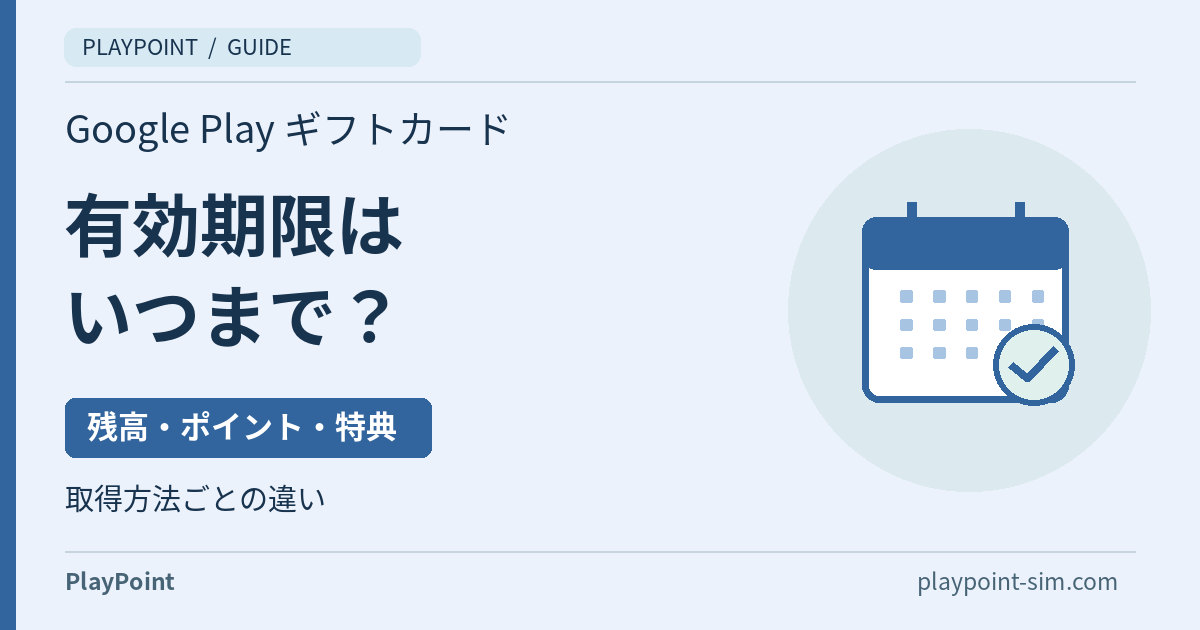 PLAYPOINT / GUIDE
Google Play ギフトカード
有効期限は
いつまで？
残高・ポイント・特典
取得方法ごとの違い
PlayPoint
playpoint-sim.com